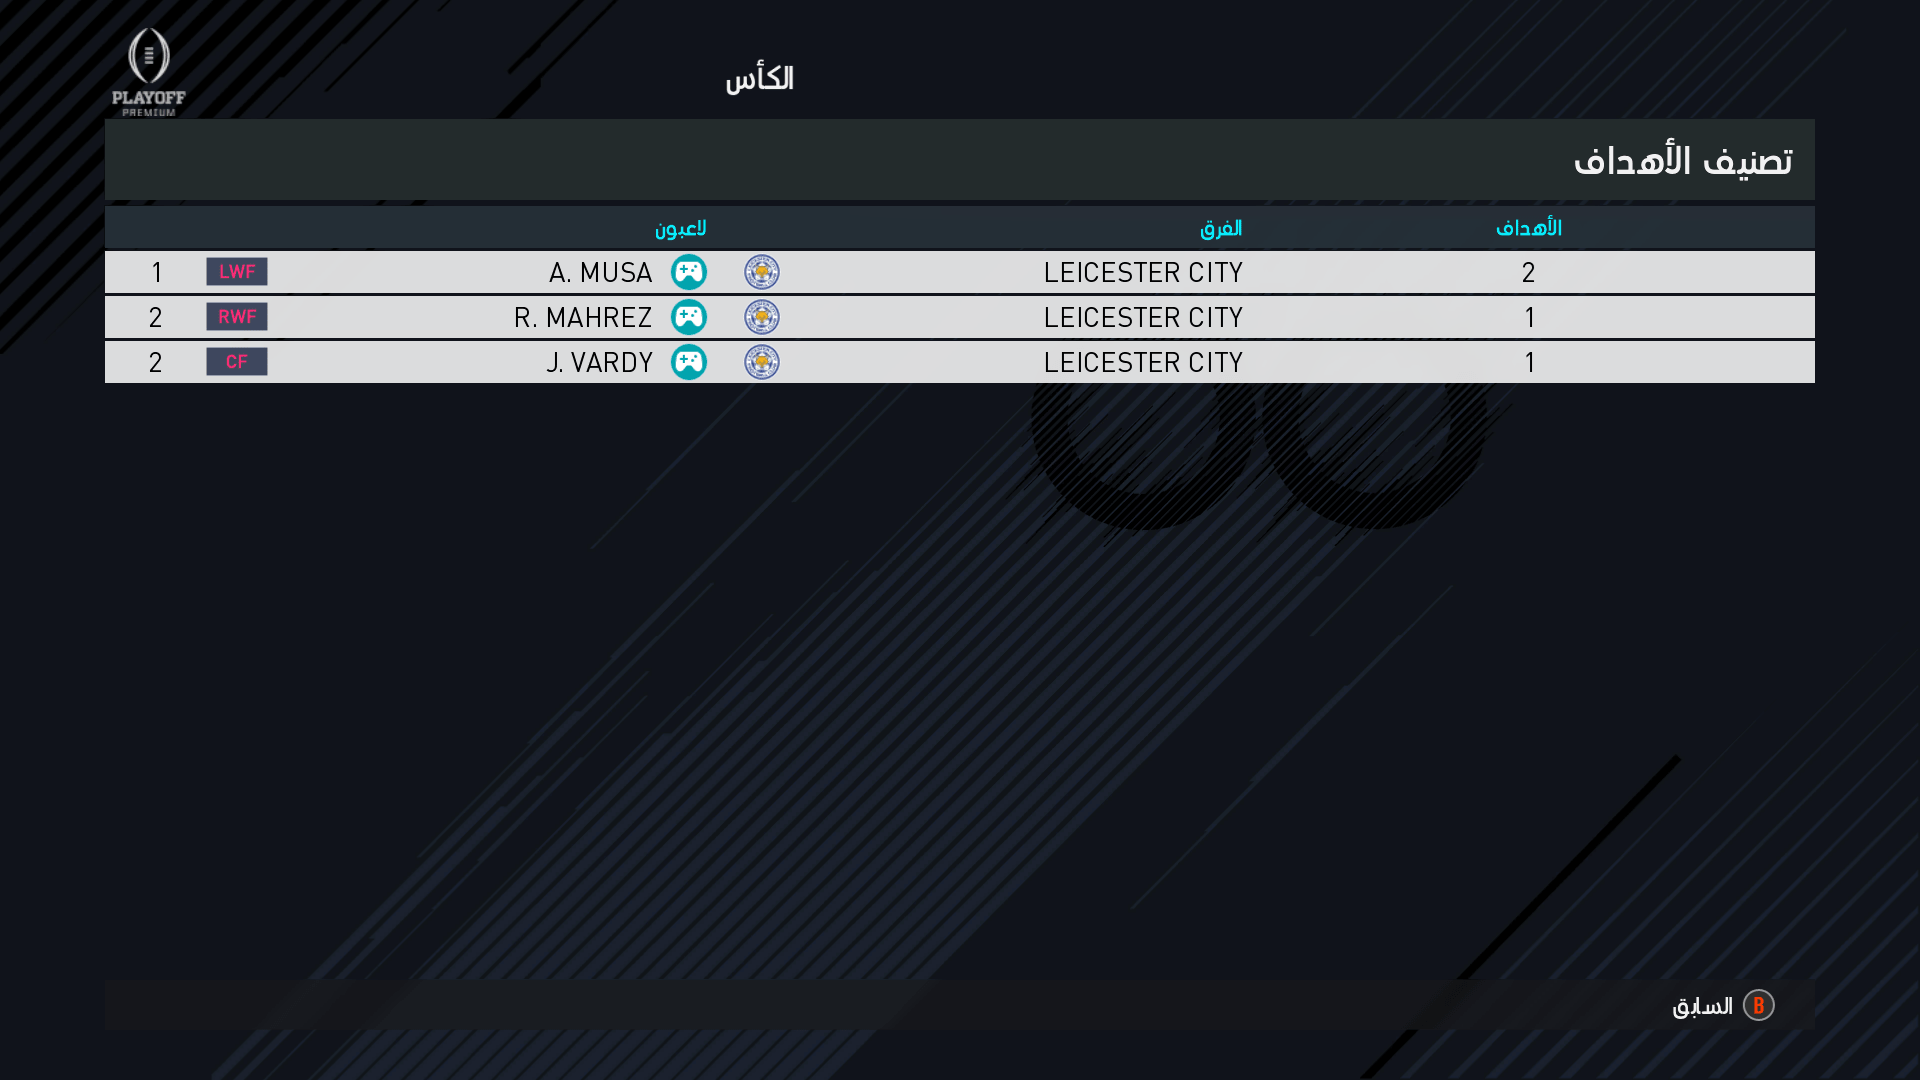 PLAYOFF
PREMIUM
الكأس
تصنيف الأهداف
لاعبون الفرق الأهداف
1 LWF A. MUSA LEICESTER CITY 2
2 RWF R. MAHREZ LEICESTER CITY 1
2 CF J. VARDY LEICESTER CITY 1
B السابق